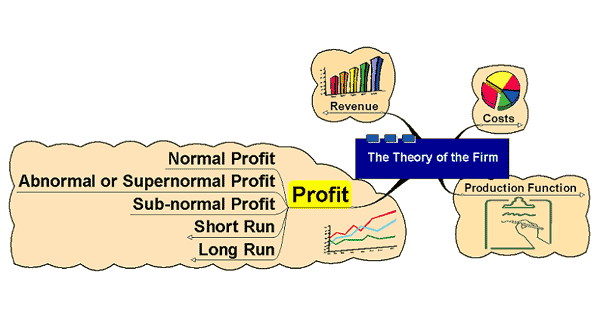 Revenue
Costs
The Theory of the Firm
Production Function
Profit
Normal Profit
Abnormal or Supernormal Profit
Sub-normal Profit
Short Run
Long Run